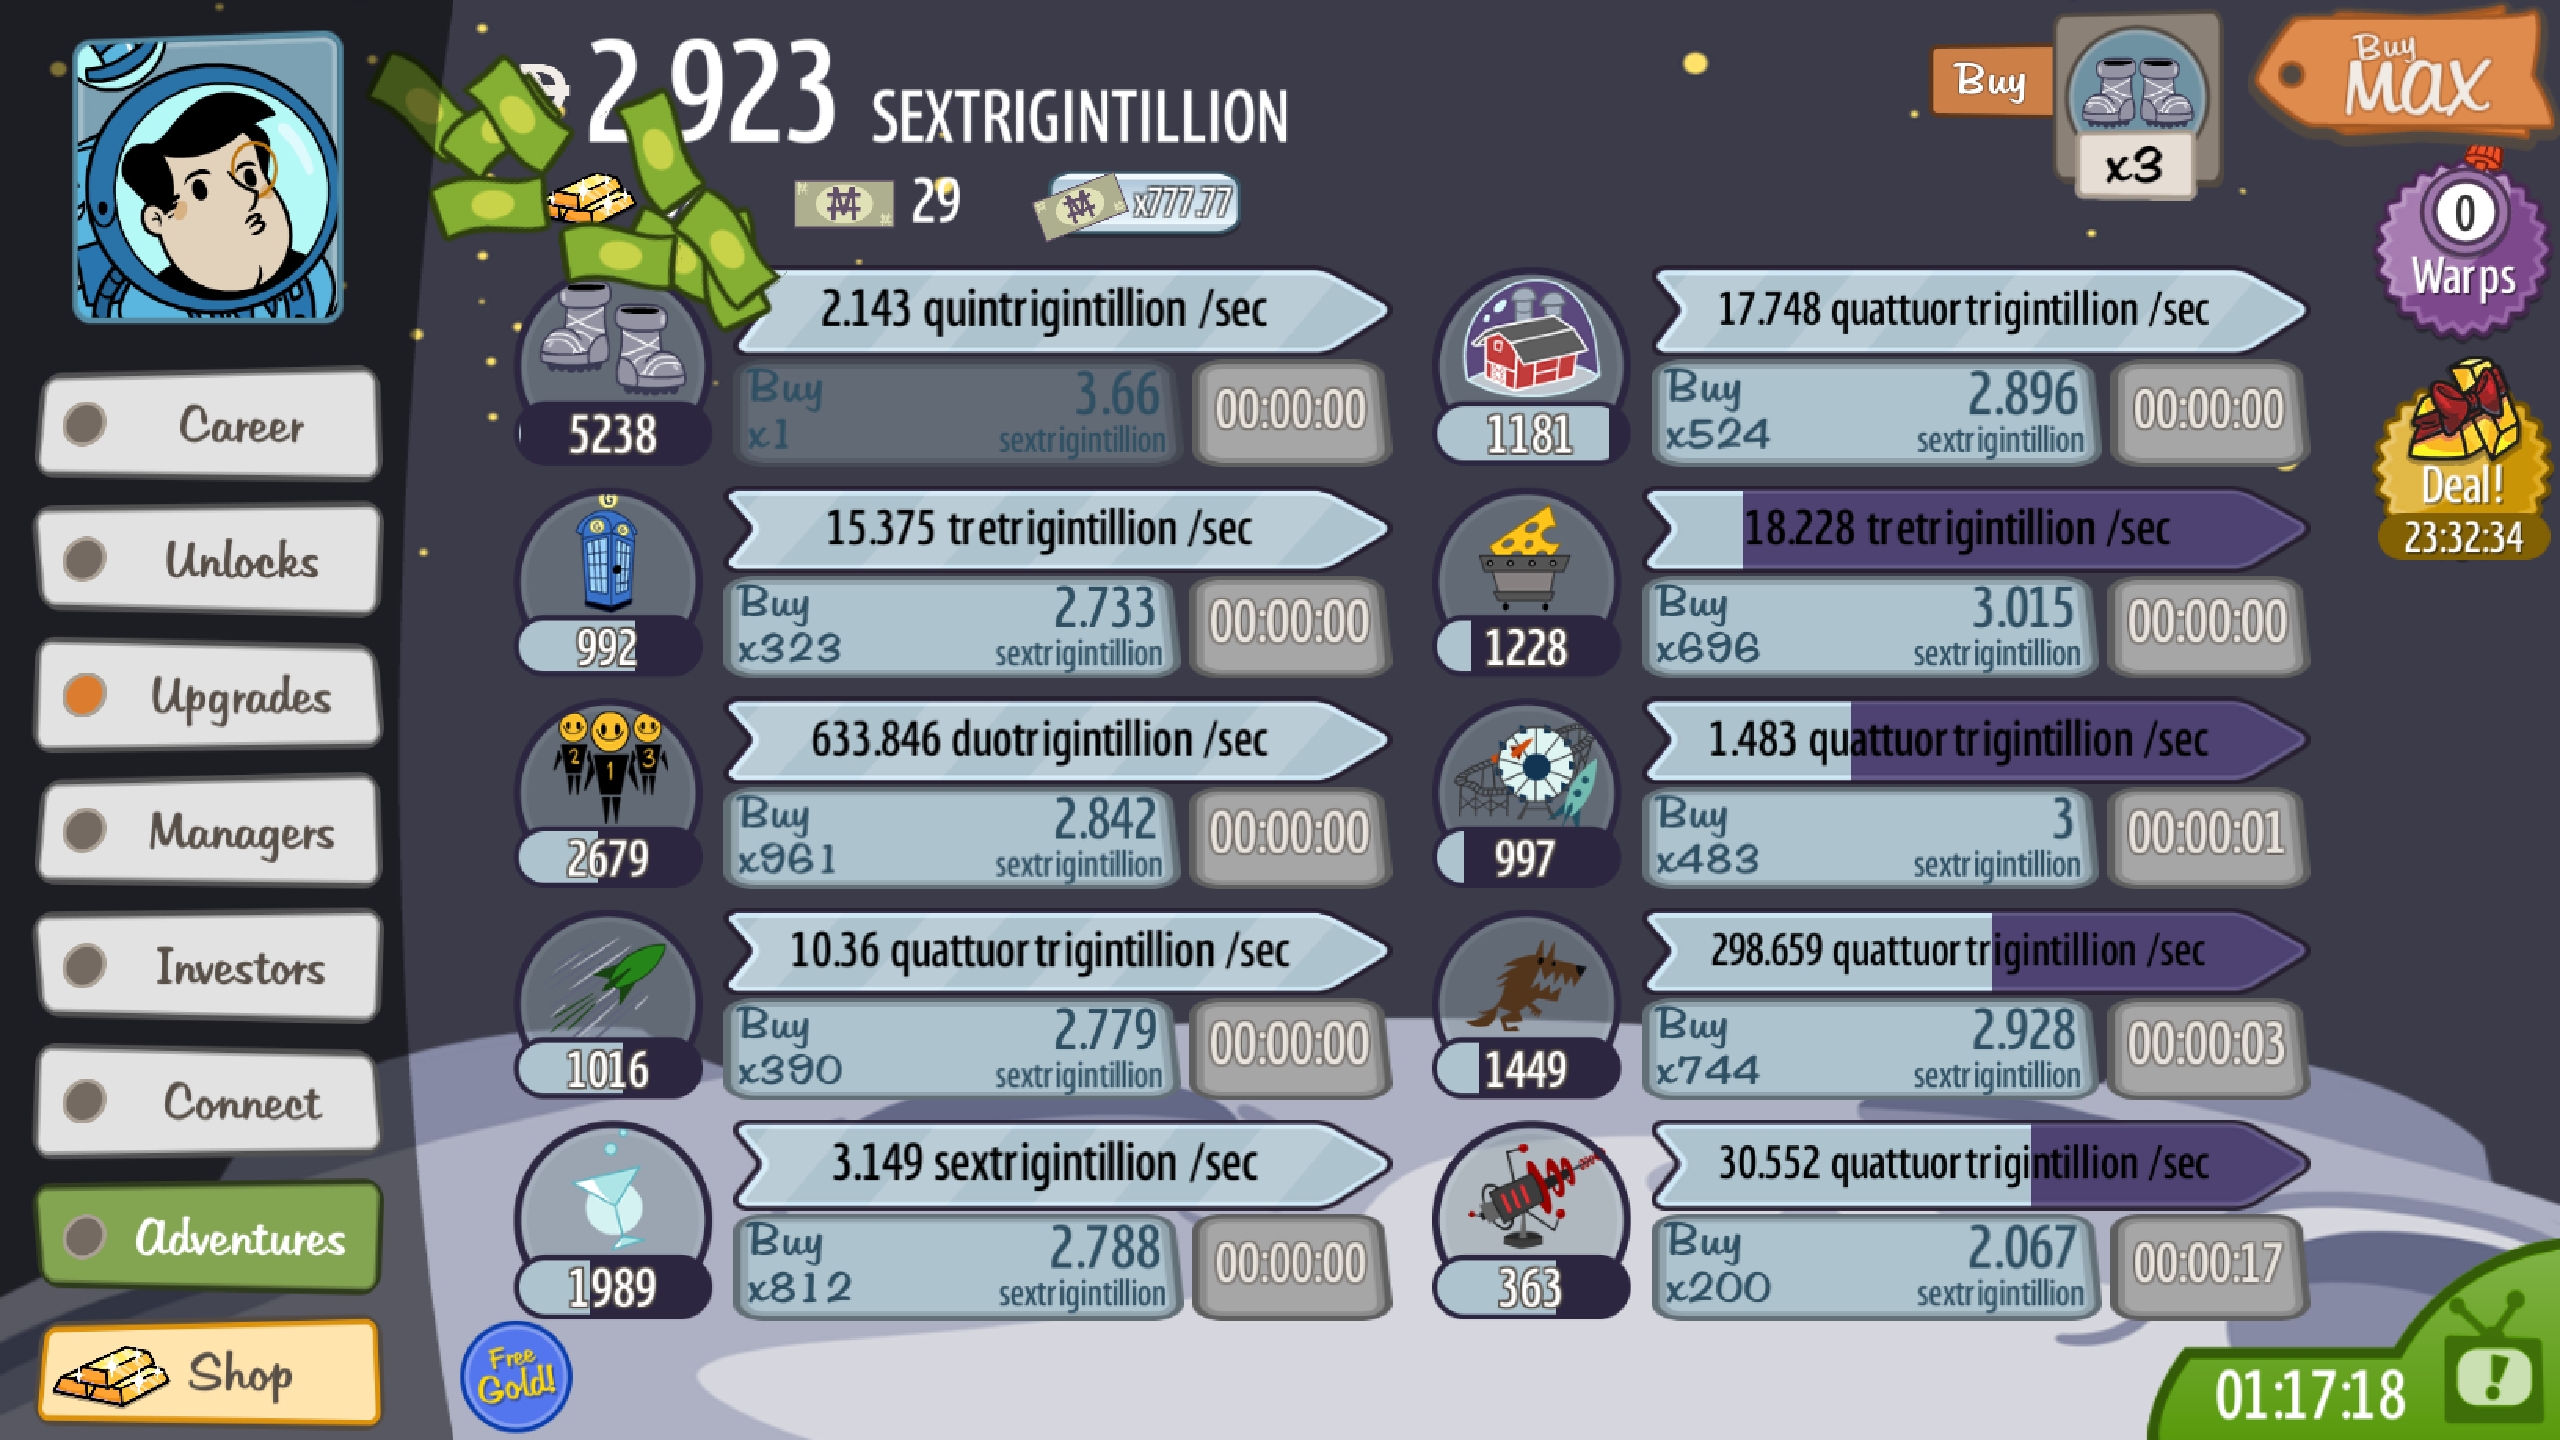 2.923 SEXTRIGINTILLION
29
x777.77
Buy
x3
Buy
MAX
0
Warps
Deal!
23:32:34
Career
Unlocks
Upgrades
Managers
Investors
Connect
Adventures
Shop
Free
Gold!
2.143 quintrigintillion /sec
5238
Buy
x1
3.66
sextrigintillion
00:00:00
15.375 tretrigintillion /sec
992
Buy
x323
2.733
sextrigintillion
00:00:00
2
1
3
633.846 duotrigintillion /sec
2679
Buy
x961
2.842
sextrigintillion
00:00:00
10.36 quattuortrigintillion /sec
1016
Buy
x390
2.779
sextrigintillion
00:00:00
3.149 sextrigintillion /sec
1989
Buy
x812
2.788
sextrigintillion
00:00:00
17.748 quattuortrigintillion /sec
1181
Buy
x524
2.896
sextrigintillion
00:00:00
18.228 tretrigintillion /sec
1228
Buy
x696
3.015
sextrigintillion
00:00:00
1.483 quattuortrigintillion /sec
997
Buy
x483
3
sextrigintillion
00:00:01
298.659 quattuortrigintillion /sec
1449
Buy
x744
2.928
sextrigintillion
00:00:03
30.552 quattuortrigintillion /sec
363
Buy
x200
2.067
sextrigintillion
00:00:17
01:17:18
!